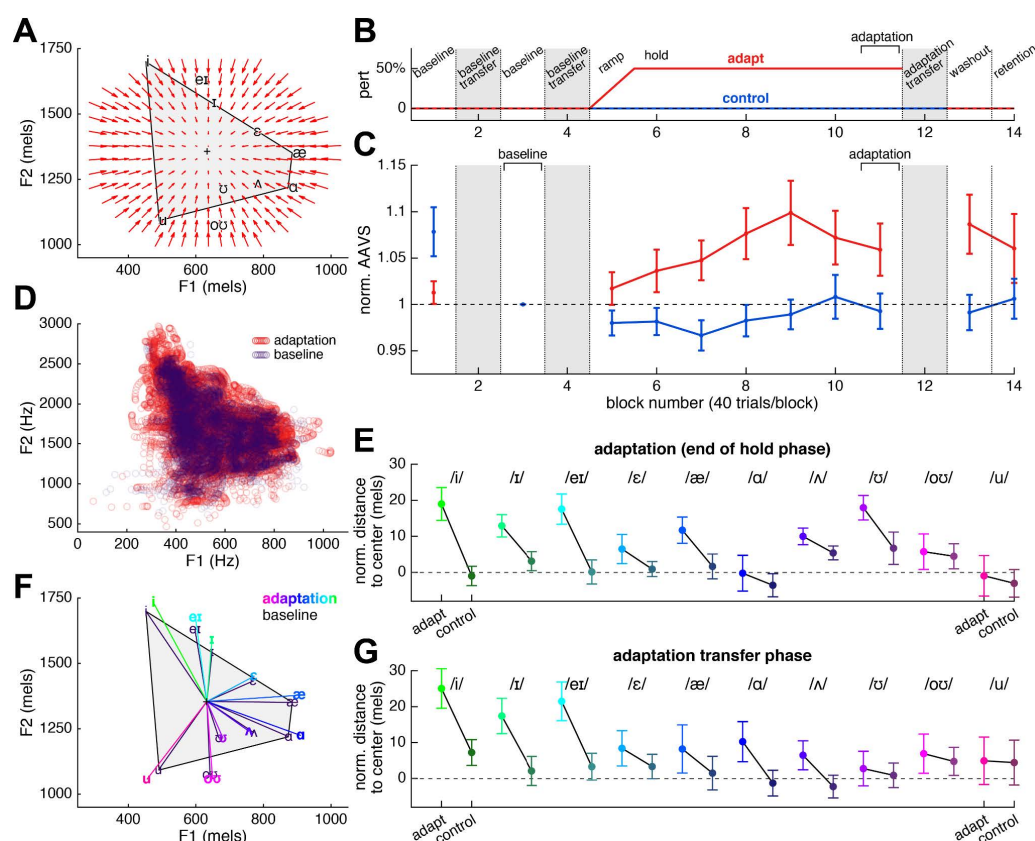 A
1750
1500
1250
1000
F2 (mels)
400 600 800 1000
F1 (mels)
i
eɪ
ɪ
ɛ
æ
ɑ
ʌ
ʊ
oʊ
u
+
B
baseline
baseline transfer
baseline
baseline transfer
ramp
hold
adaptation
adaptation transfer
washout
retention
pert
50%
0
adapt
control
2 4 6 8 10 12 14
C
baseline
adaptation
1.15
1.1
1.05
1
0.95
norm. AAVS
2 4 6 8 10 12 14
block number (40 trials/block)
D
3000
2500
2000
1500
1000
500
F2 (Hz)
adaptation
baseline
0 200 400 600 800 1000
F1 (Hz)
E
adaptation (end of hold phase)
30
20
10
0
norm. distance
to center (mels)
/i/ /ɪ/ /eɪ/ /ɛ/ /æ/ /ɑ/ /ʌ/ /ʊ/ /oʊ/ /u/
adapt control
adapt control
F
1750
1500
1250
1000
F2 (mels)
adaptation
baseline
i
i
eɪ
eɪ
ɪ
ɪ
ɛ
ɛ
æ
æ
ɑ
ɑ
ʌ
ʌ
ʊ
ʊ
oʊ
oʊ
u
u
400 600 800 1000
F1 (mels)
G
adaptation transfer phase
30
20
10
0
norm. distance
to center (mels)
/i/ /ɪ/ /eɪ/ /ɛ/ /æ/ /ɑ/ /ʌ/ /ʊ/ /oʊ/ /u/
adapt control
adapt control